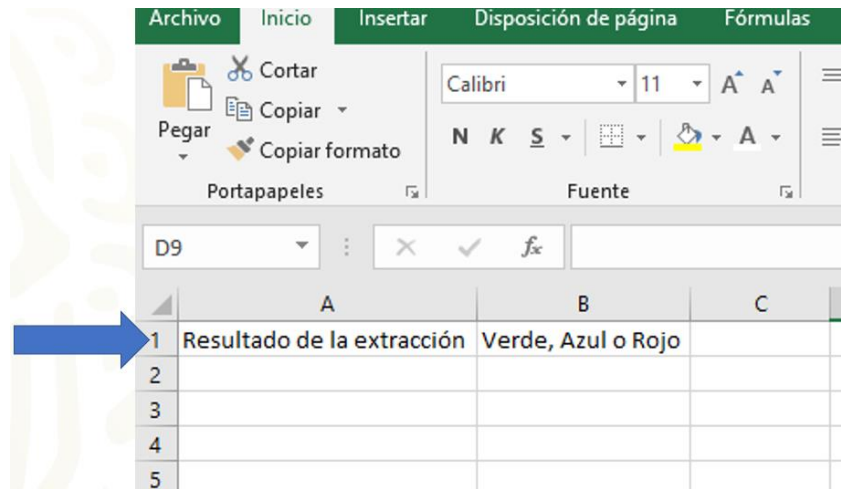 Archivo Inicio Insertar Disposición de página Fórmulas
Cortar
Copiar
Pegar
Copiar formato
Portapapeles
Calibri 11 A A
N K S A
Fuente
D9 fx
A B C
1 Resultado de la extracción Verde, Azul o Rojo
2
3
4
5